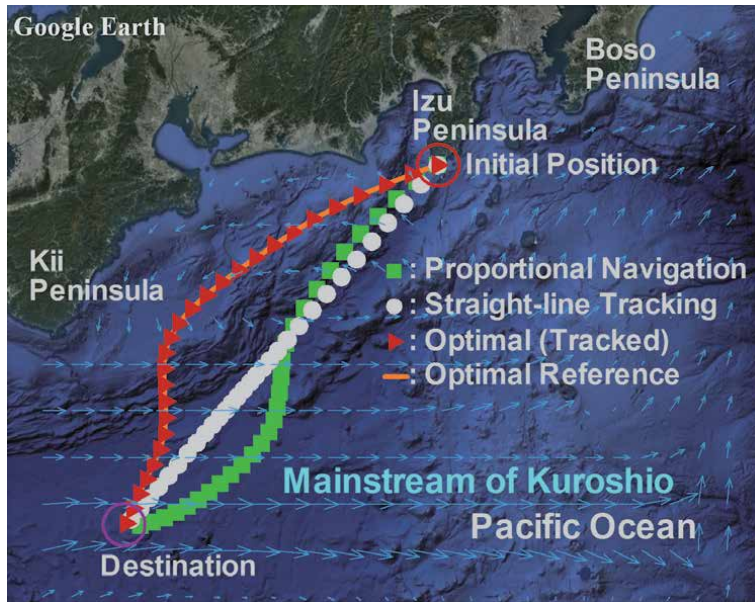 Google Earth
Boso
Peninsula
Izu
Peninsula
Initial Position
Kii
Peninsula
: Proportional Navigation
: Straight-line Tracking
: Optimal (Tracked)
: Optimal Reference
Mainstream of Kuroshio
Pacific Ocean
Destination